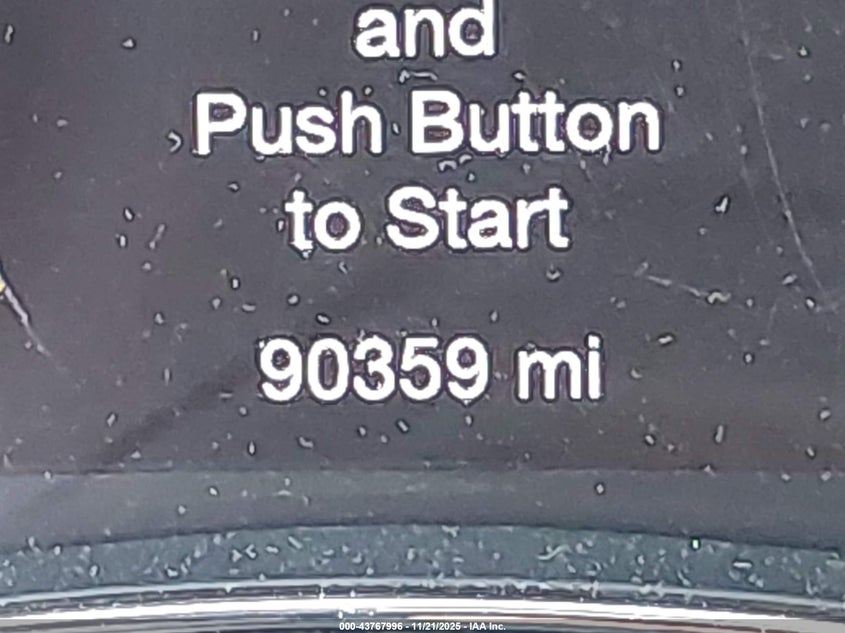 and
Push Button
to Start
90359 mi
000-43767996 - 11/21/2025 - IAA Inc.